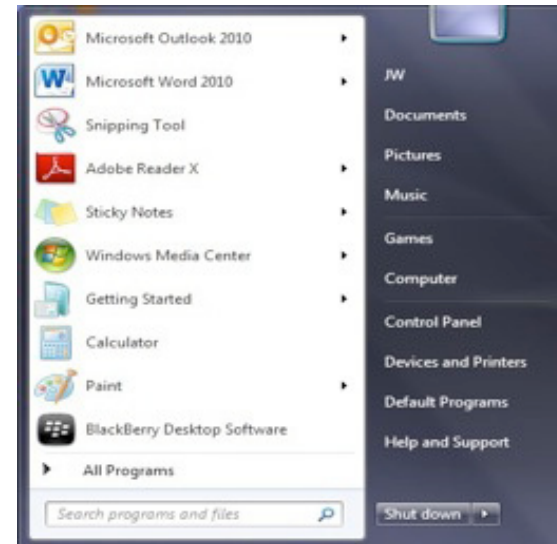 Microsoft Outlook 2010
Microsoft Word 2010
Snipping Tool
Adobe Reader X
Sticky Notes
Windows Media Center
Getting Started
Calculator
Paint
BlackBerry Desktop Software
All Programs
Search programs and files
JW
Documents
Pictures
Music
Games
Computer
Control Panel
Devices and Printers
Default Programs
Help and Support
Shut down